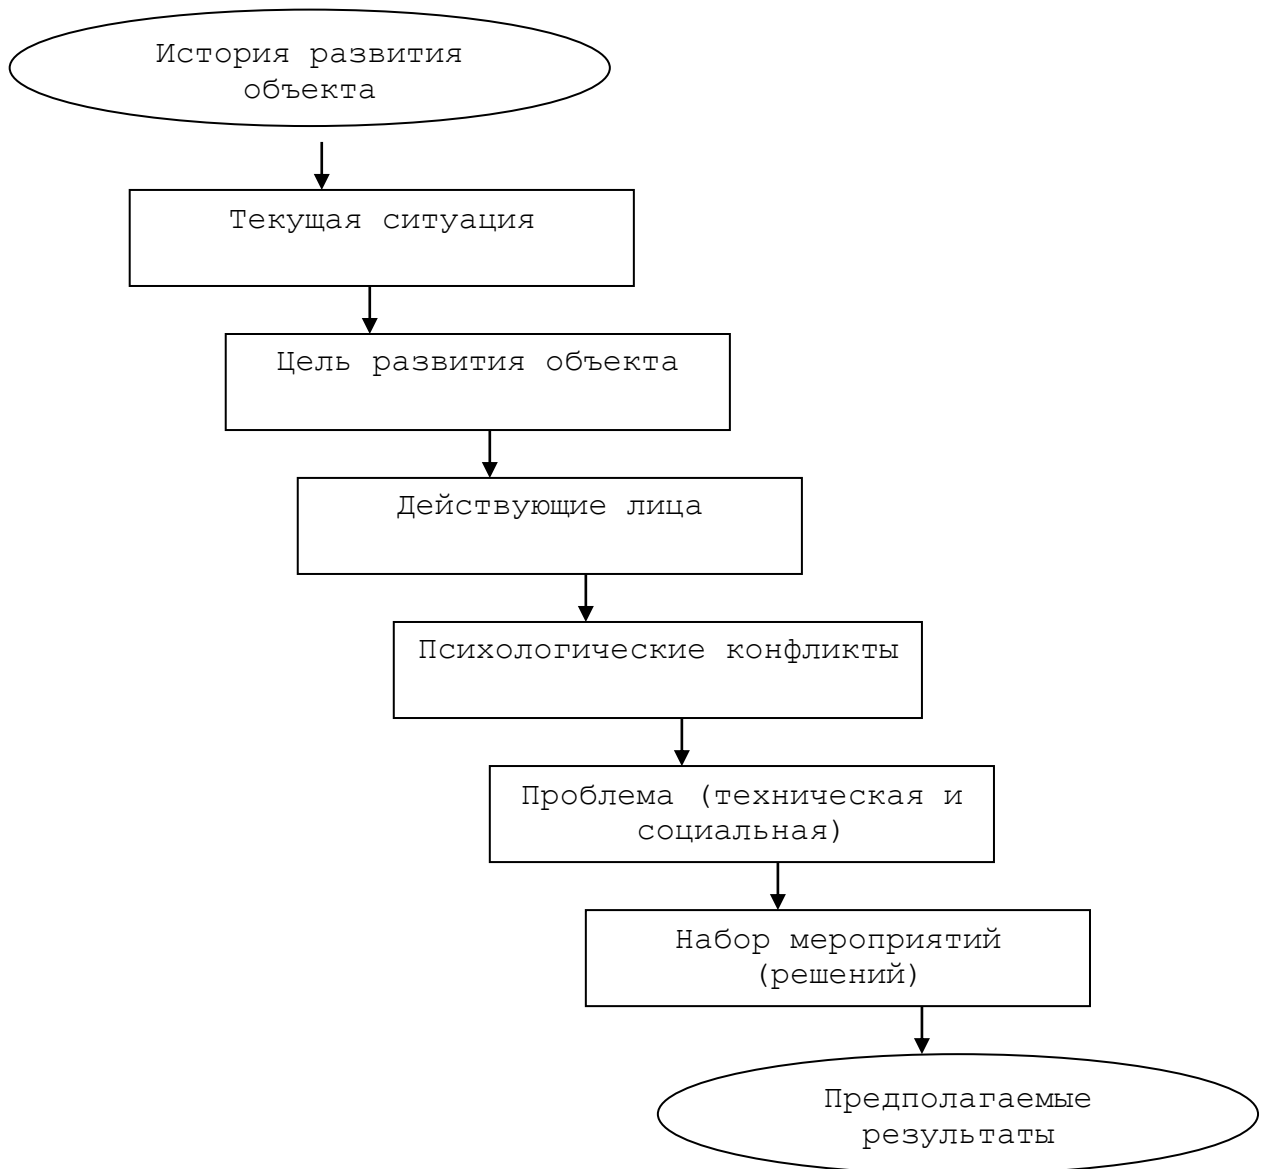 История развития
объекта
Текущая ситуация
Цель развития объекта
Действующие лица
Психологические конфликты
Проблема (техническая и
социальная)
Набор мероприятий
(решений)
Предполагаемые
результаты